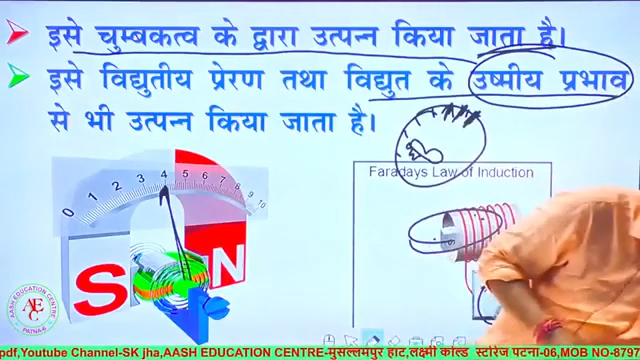 इसे चुम्बकत्व के द्वारा उत्पन्न किया जाता है।
इसे विद्युतीय प्रेरण तथा विद्युत के उष्मीय प्रभाव
से भी उत्पन्न किया जाता है।
0 1 2 3 4 5 6 7 8 9 10
S N
Faradays Law of Induction
AASH EDUCATION CENTRE
AEC
PATNA-6
pdf,Youtube Channel-SK jha,AASH EDUCATION CENTRE-मुसल्लमपुर हाट,लक्ष्मी कोल्ड स्टोरेज पटना-06,MOB NO-870